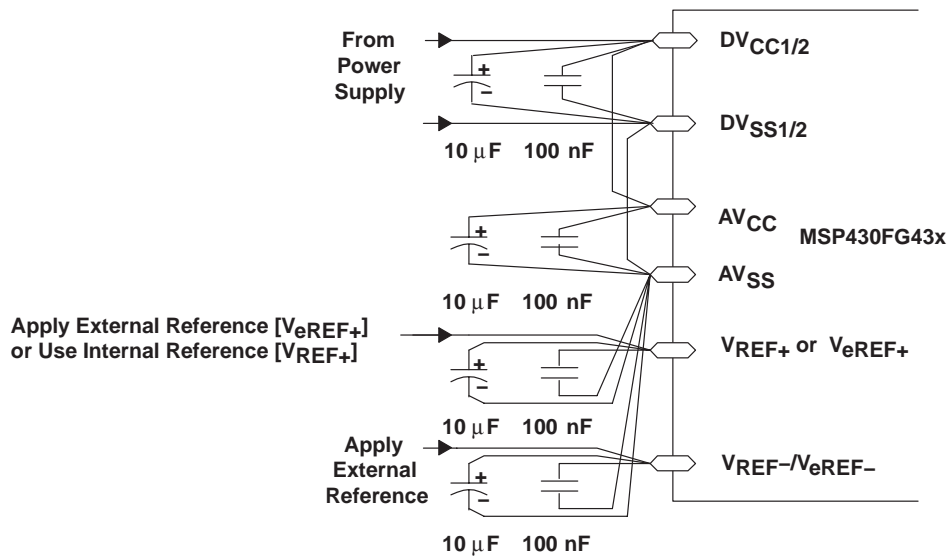 From
Power
Supply
DVCC1/2
+
−
DVSS1/2
10 μF 100 nF
AVCC
MSP430FG43x
+
−
AVSS
10 μF 100 nF
Apply External Reference [VeREF+]
or Use Internal Reference [VREF+]
VREF+ or VeREF+
+
−
10 μF 100 nF
Apply
External
Reference
VREF−/VeREF−
+
−
10 μF 100 nF